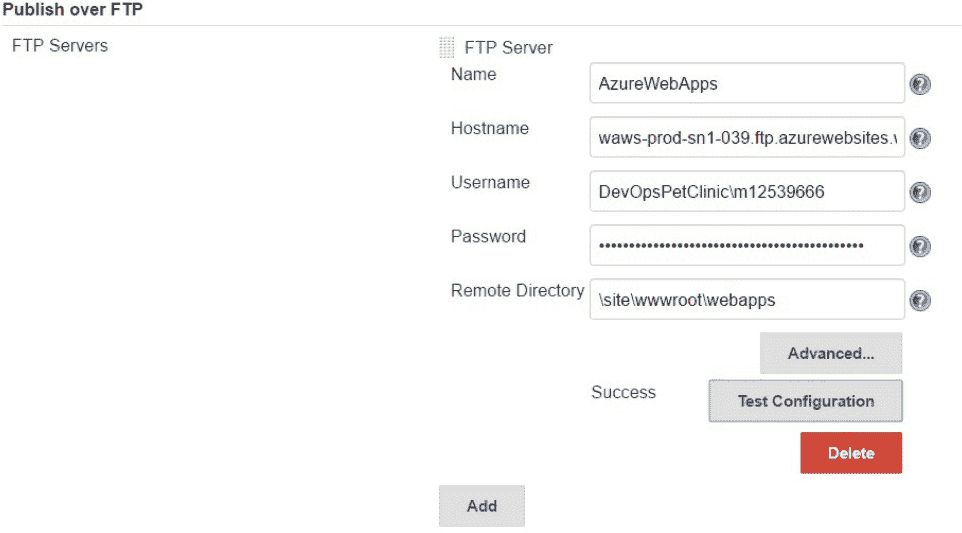 Publish over FTP
FTP Servers
FTP Server
Name
AzureWebApps
Hostname
waws-prod-sn1-039.ftp.azurewebsites.
Username
DevOpsPetClinic\m12539666
Password
Remote Directory
\site\wwwroot\webapps
Advanced...
Success
Test Configuration
Delete
Add